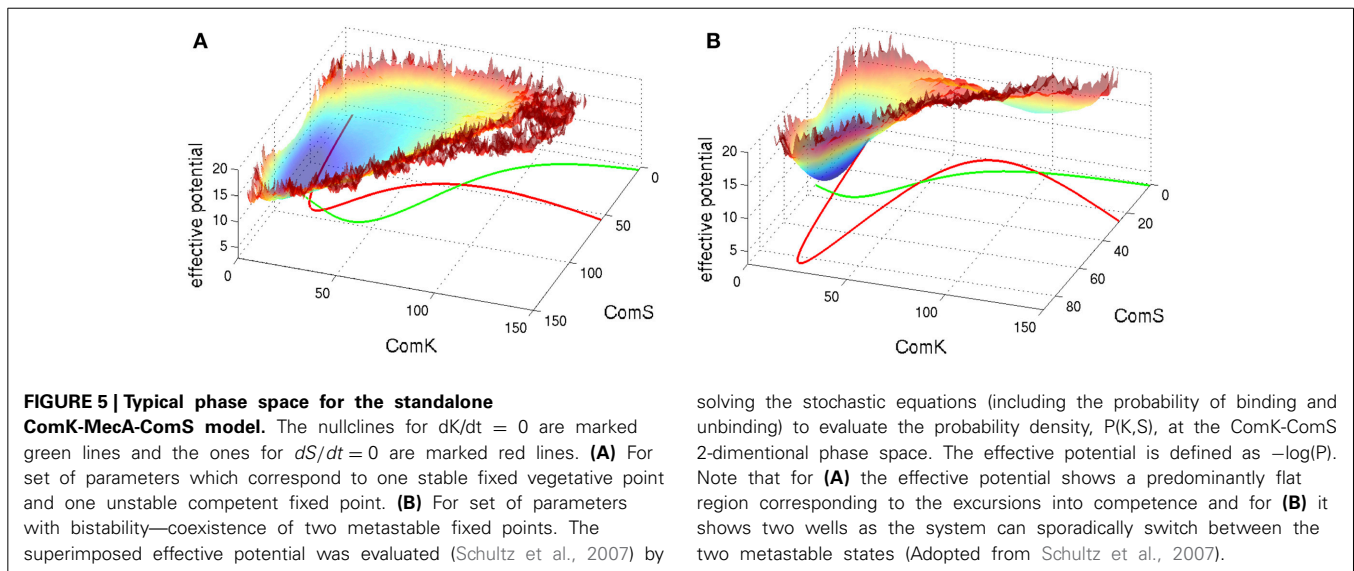 A
B
effective potential
20
15
10
5
0
50
100
150
150
100
50
0
ComK
ComS
effective potential
20
15
10
5
0
50
100
150
80
60
40
20
0
ComK
ComS
FIGURE 5 | Typical phase space for the standalone
ComK-MecA-ComS model. The nullclines for dK/dt = 0 are marked
green lines and the ones for dS/dt = 0 are marked red lines. (A) For
set of parameters which correspond to one stable fixed vegetative point
and one unstable competent fixed point. (B) For set of parameters
with bistability—coexistence of two metastable fixed points. The
superimposed effective potential was evaluated (Schultz et al., 2007) by
solving the stochastic equations (including the probability of binding and
unbinding) to evaluate the probability density, P(K,S), at the ComK-ComS
2-dimentional phase space. The effective potential is defined as −log(P).
Note that for (A) the effective potential shows a predominantly flat
region corresponding to the excursions into competence and for (B) it
shows two wells as the system can sporadically switch between the
two metastable states (Adopted from Schultz et al., 2007).